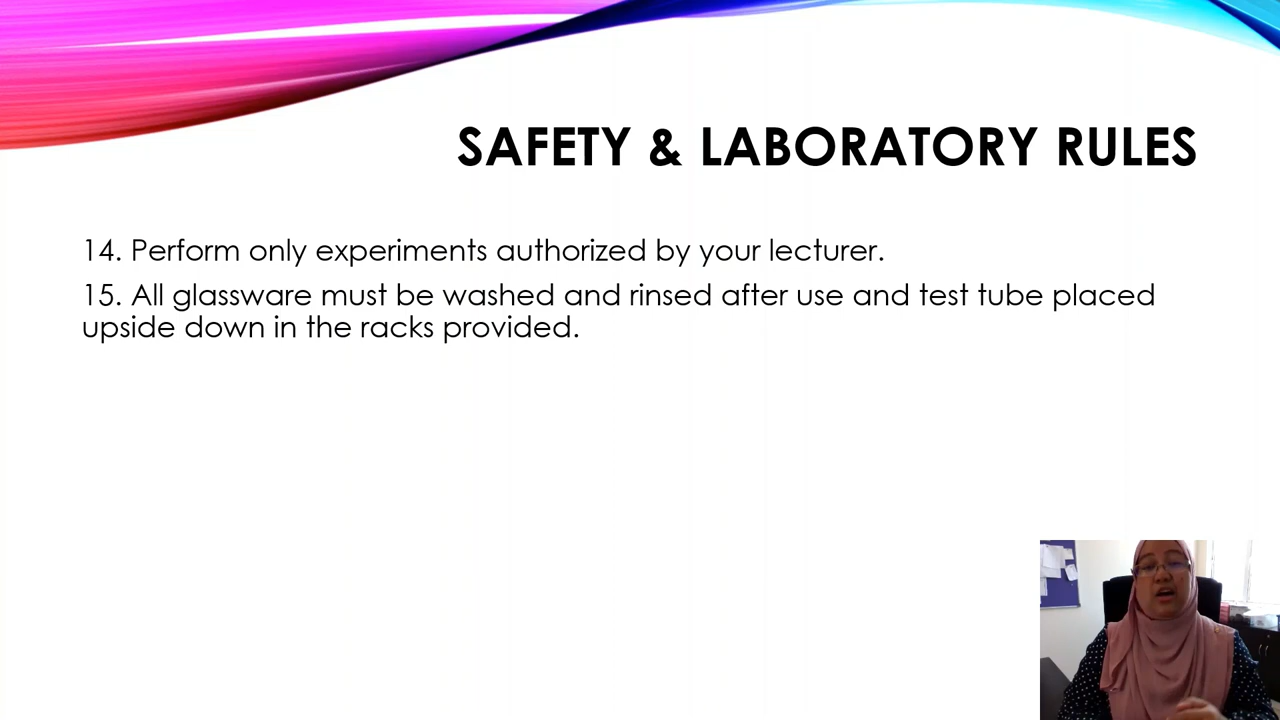 SAFETY & LABORATORY RULES
14. Perform only experiments authorized by your lecturer.
15. All glassware must be washed and rinsed after use and test tube placed
upside down in the racks provided.